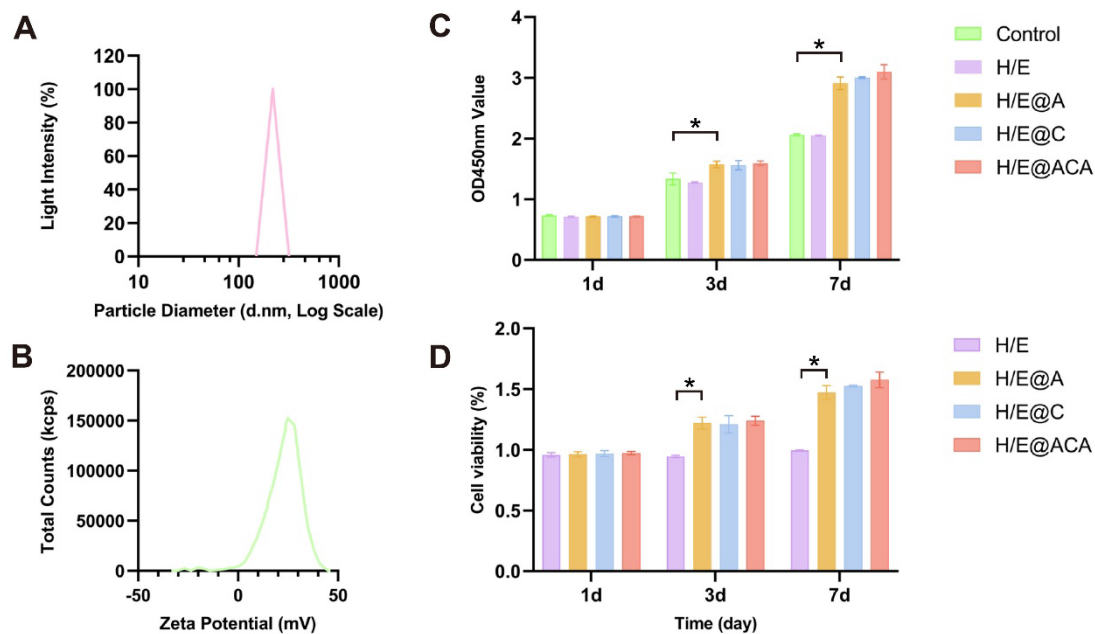 A
120
100
80
60
40
20
0
Light Intensity (%)
10
100
1000
Particle Diameter (d.nm, Log Scale)
B
200000
150000
100000
50000
0
Total Counts (kcps)
-50
0
50
Zeta Potential (mV)
C
4
3
2
1
0
OD450nm Value
*
*
1d
3d
7d
Control
H/E
H/E@A
H/E@C
H/E@ACA
D
2.0
1.5
1.0
0.5
0.0
Cell viability (%)
*
*
1d
3d
7d
Time (day)
H/E
H/E@A
H/E@C
H/E@ACA